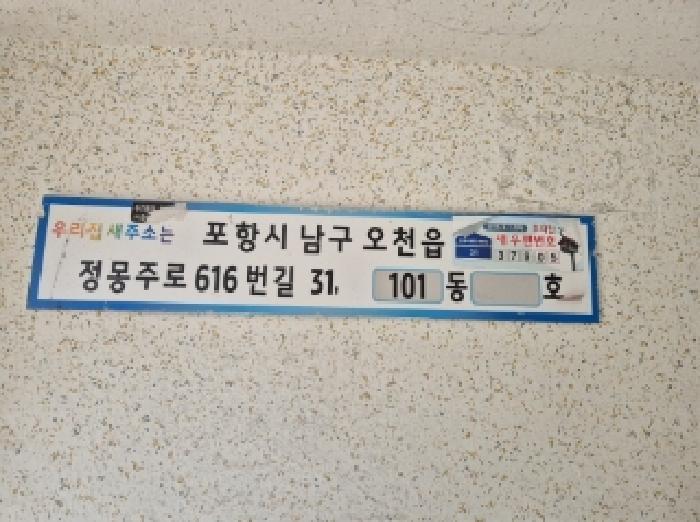 우리집 새주소는 포항시 남구 오천읍
새우편번호
37905
정몽주로 616 번길 31, 101 동 호